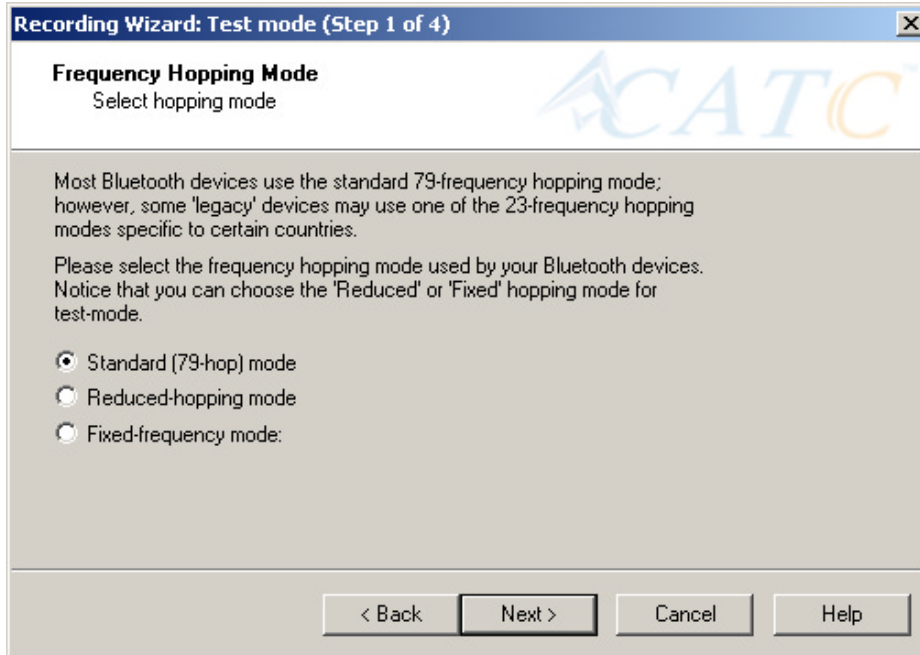 Recording Wizard: Test mode (Step 1 of 4)
Frequency Hopping Mode
Select hopping mode
CATC
Most Bluetooth devices use the standard 79-frequency hopping mode;
however, some 'legacy' devices may use one of the 23-frequency hopping
modes specific to certain countries.
Please select the frequency hopping mode used by your Bluetooth devices.
Notice that you can choose the 'Reduced' or 'Fixed' hopping mode for
test-mode.
Standard (79-hop) mode
Reduced-hopping mode
Fixed-frequency mode:
< Back
Next >
Cancel
Help